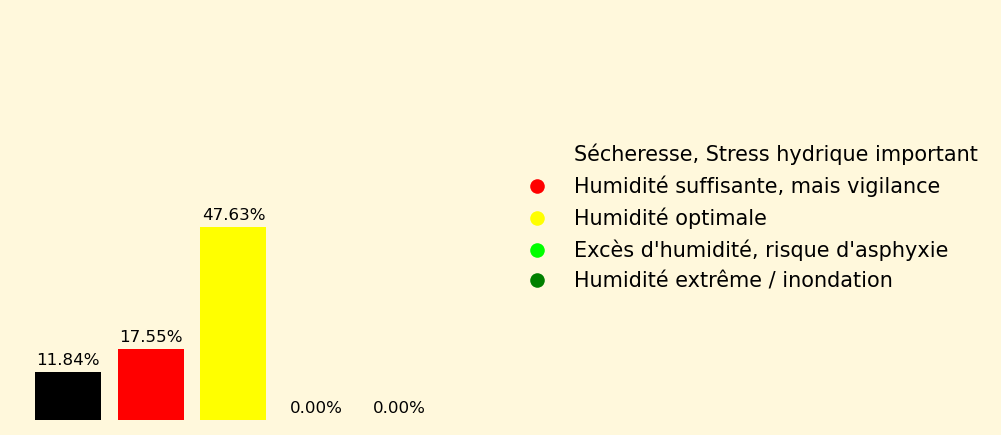 47.63%
17.55%
11.84%
0.00%
0.00%
Sécheresse, Stress hydrique important
Humidité suffisante, mais vigilance
Humidité optimale
Excès d'humidité, risque d'asphyxie
Humidité extrême / inondation